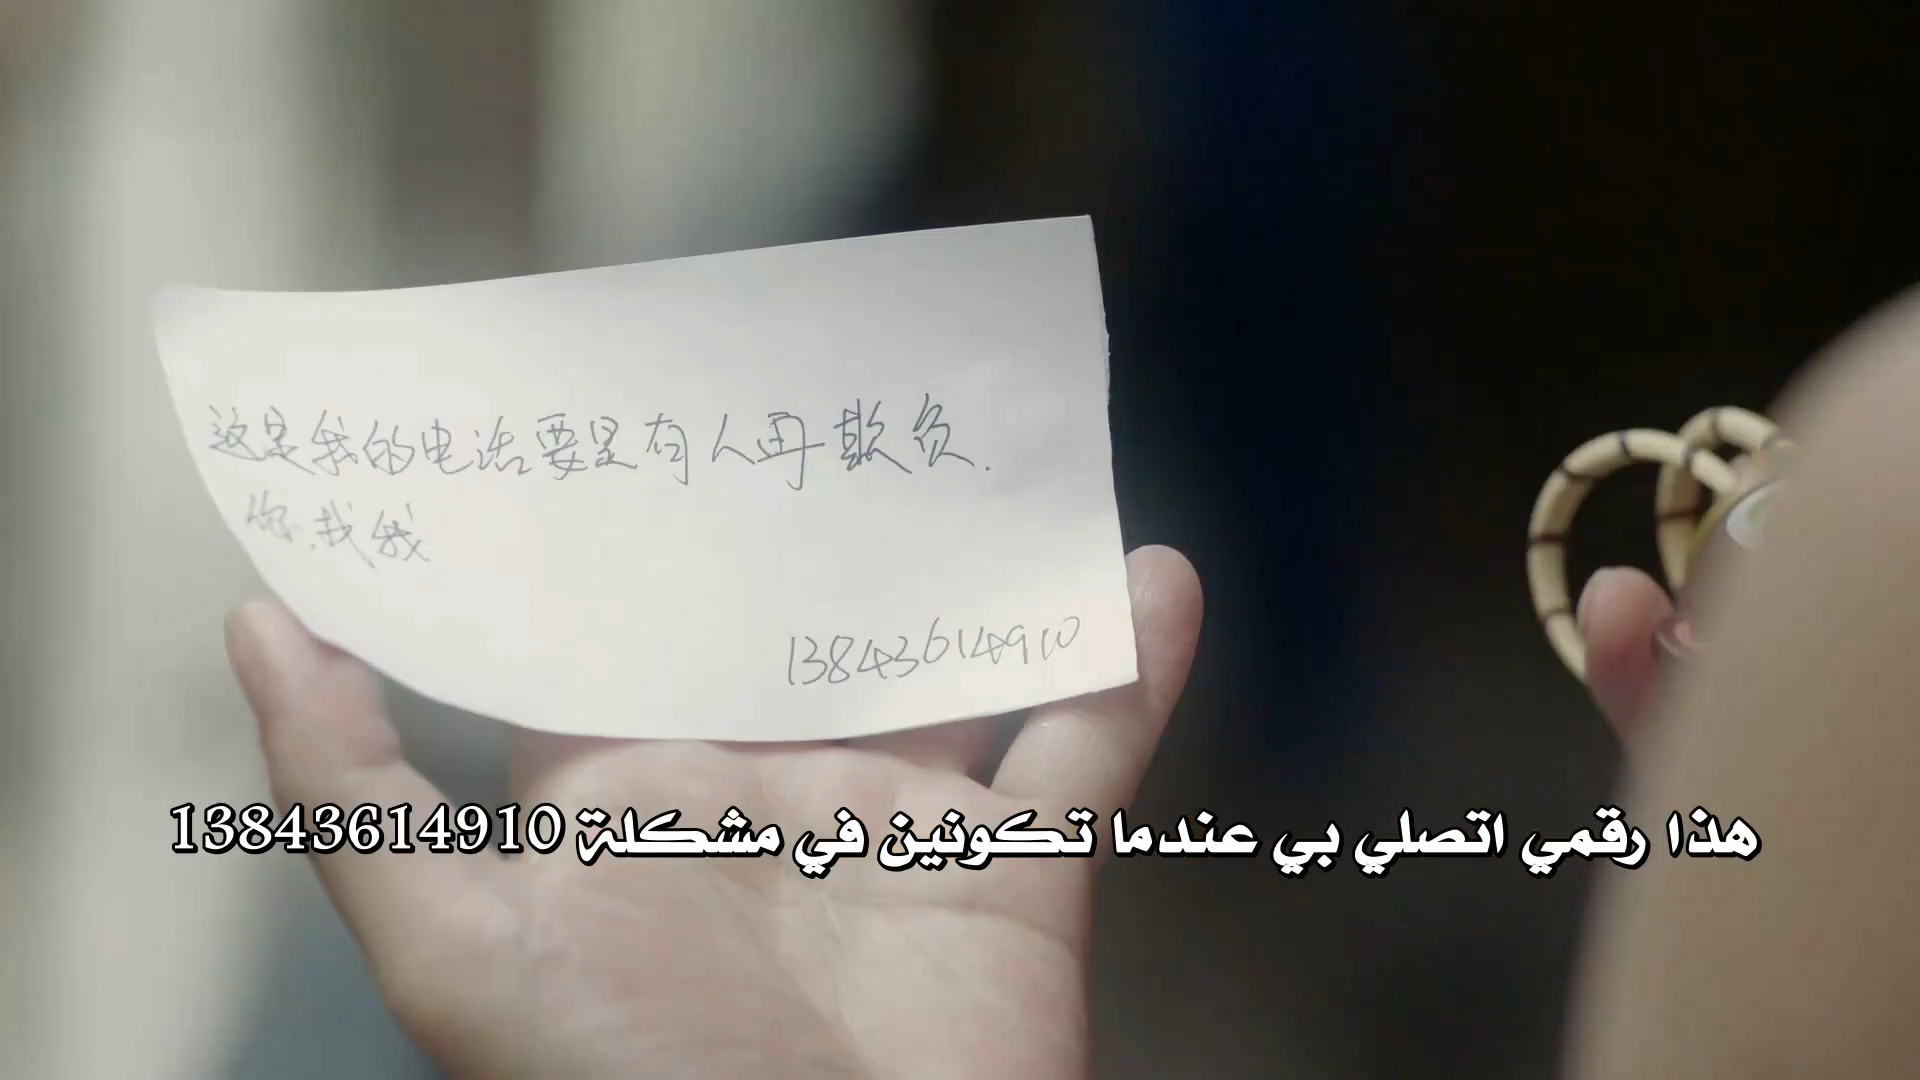 这是我的电话要是有人再欺负.
你.找我
13843614910
هذا رقمي اتصلي بي عندما تكونين في مشكلة 13843614910